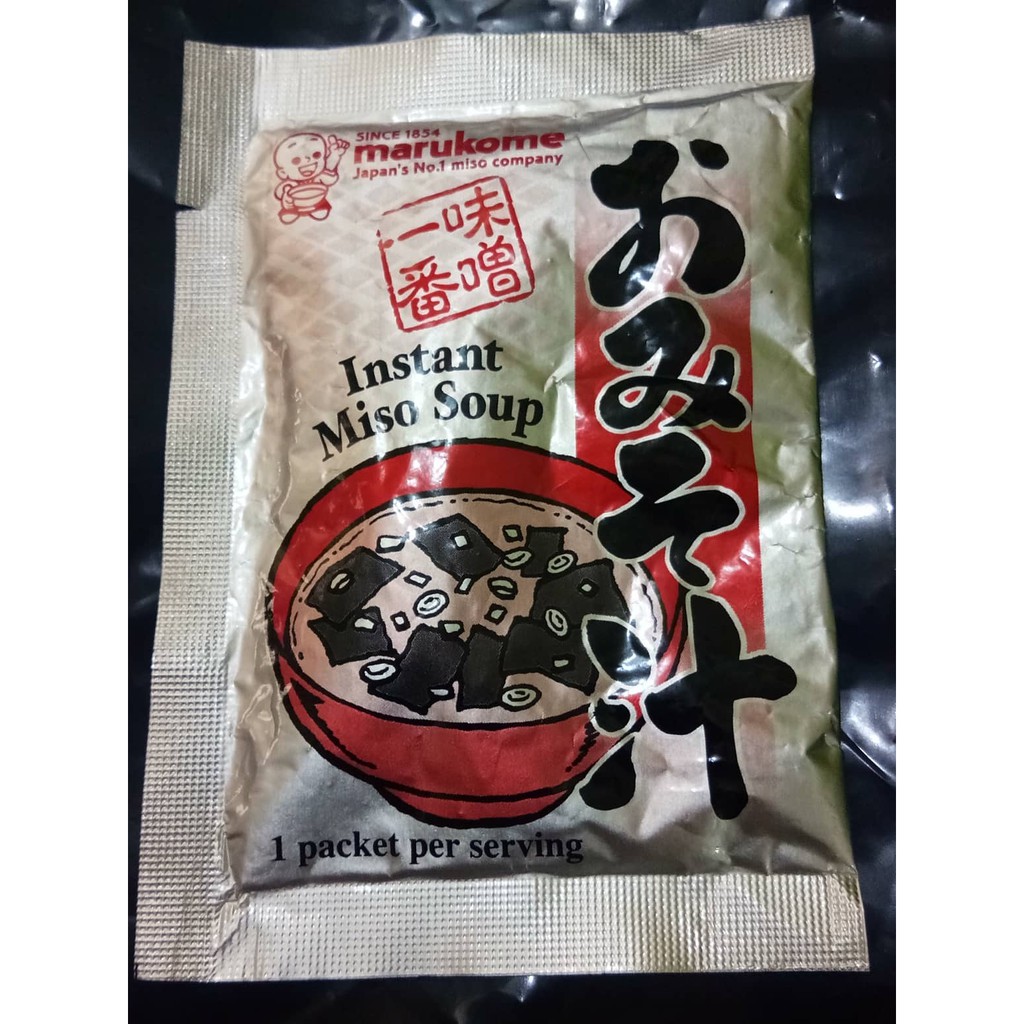 SINCE 1854
marukome
Japan's No.1 miso company
味噌
一番
Instant
Miso Soup
おみそ汁
1 packet per serving